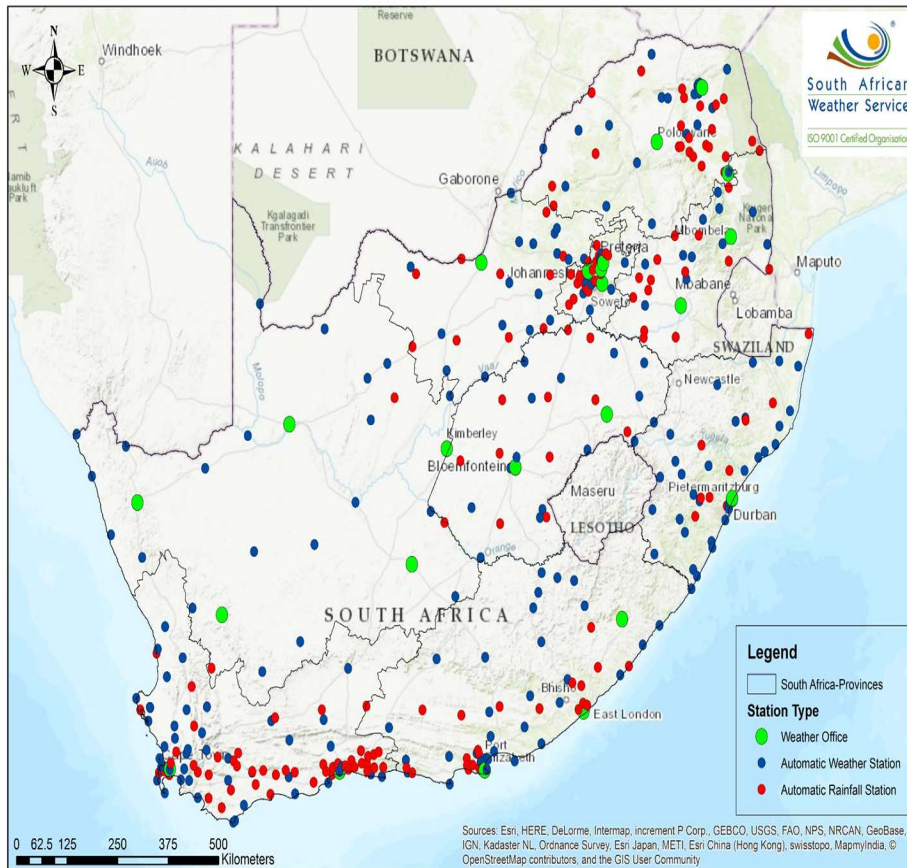 Reserve
BOTSWANA
N
W E
S
Windhoek
South African
Weather Service
ISO 9001 Certified Organisation
Auob
KALAHARI
DESERT
Gaborone
Kgalagadi
Transfrontier
Park
Polokwane
Limpopo
Kruger
National
Park
Mbombela
Pretoria
Soweto
Maputo
Mbabane
Lobamba
SWAZILAND
Molopo
Vaal
Newcastle
Kimberley
Bloemfontein
Tugela
Maseru
LESOTHO
Pietermaritzburg
Durban
Orange
SOUTH AFRICA
Bhisho
East London
Port
Elizabeth
Legend
South Africa-Provinces
Station Type
Weather Office
Automatic Weather Station
Automatic Rainfall Station
0 62.5 125 250 375 500
Kilometers
Sources: Esri, HERE, DeLorme, Intermap, increment P Corp., GEBCO, USGS, FAO, NPS, NRCAN, GeoBase,
IGN, Kadaster NL, Ordnance Survey, Esri Japan, METI, Esri China (Hong Kong), swisstopo, MapmyIndia, ©
OpenStreetMap contributors, and the GIS User Community